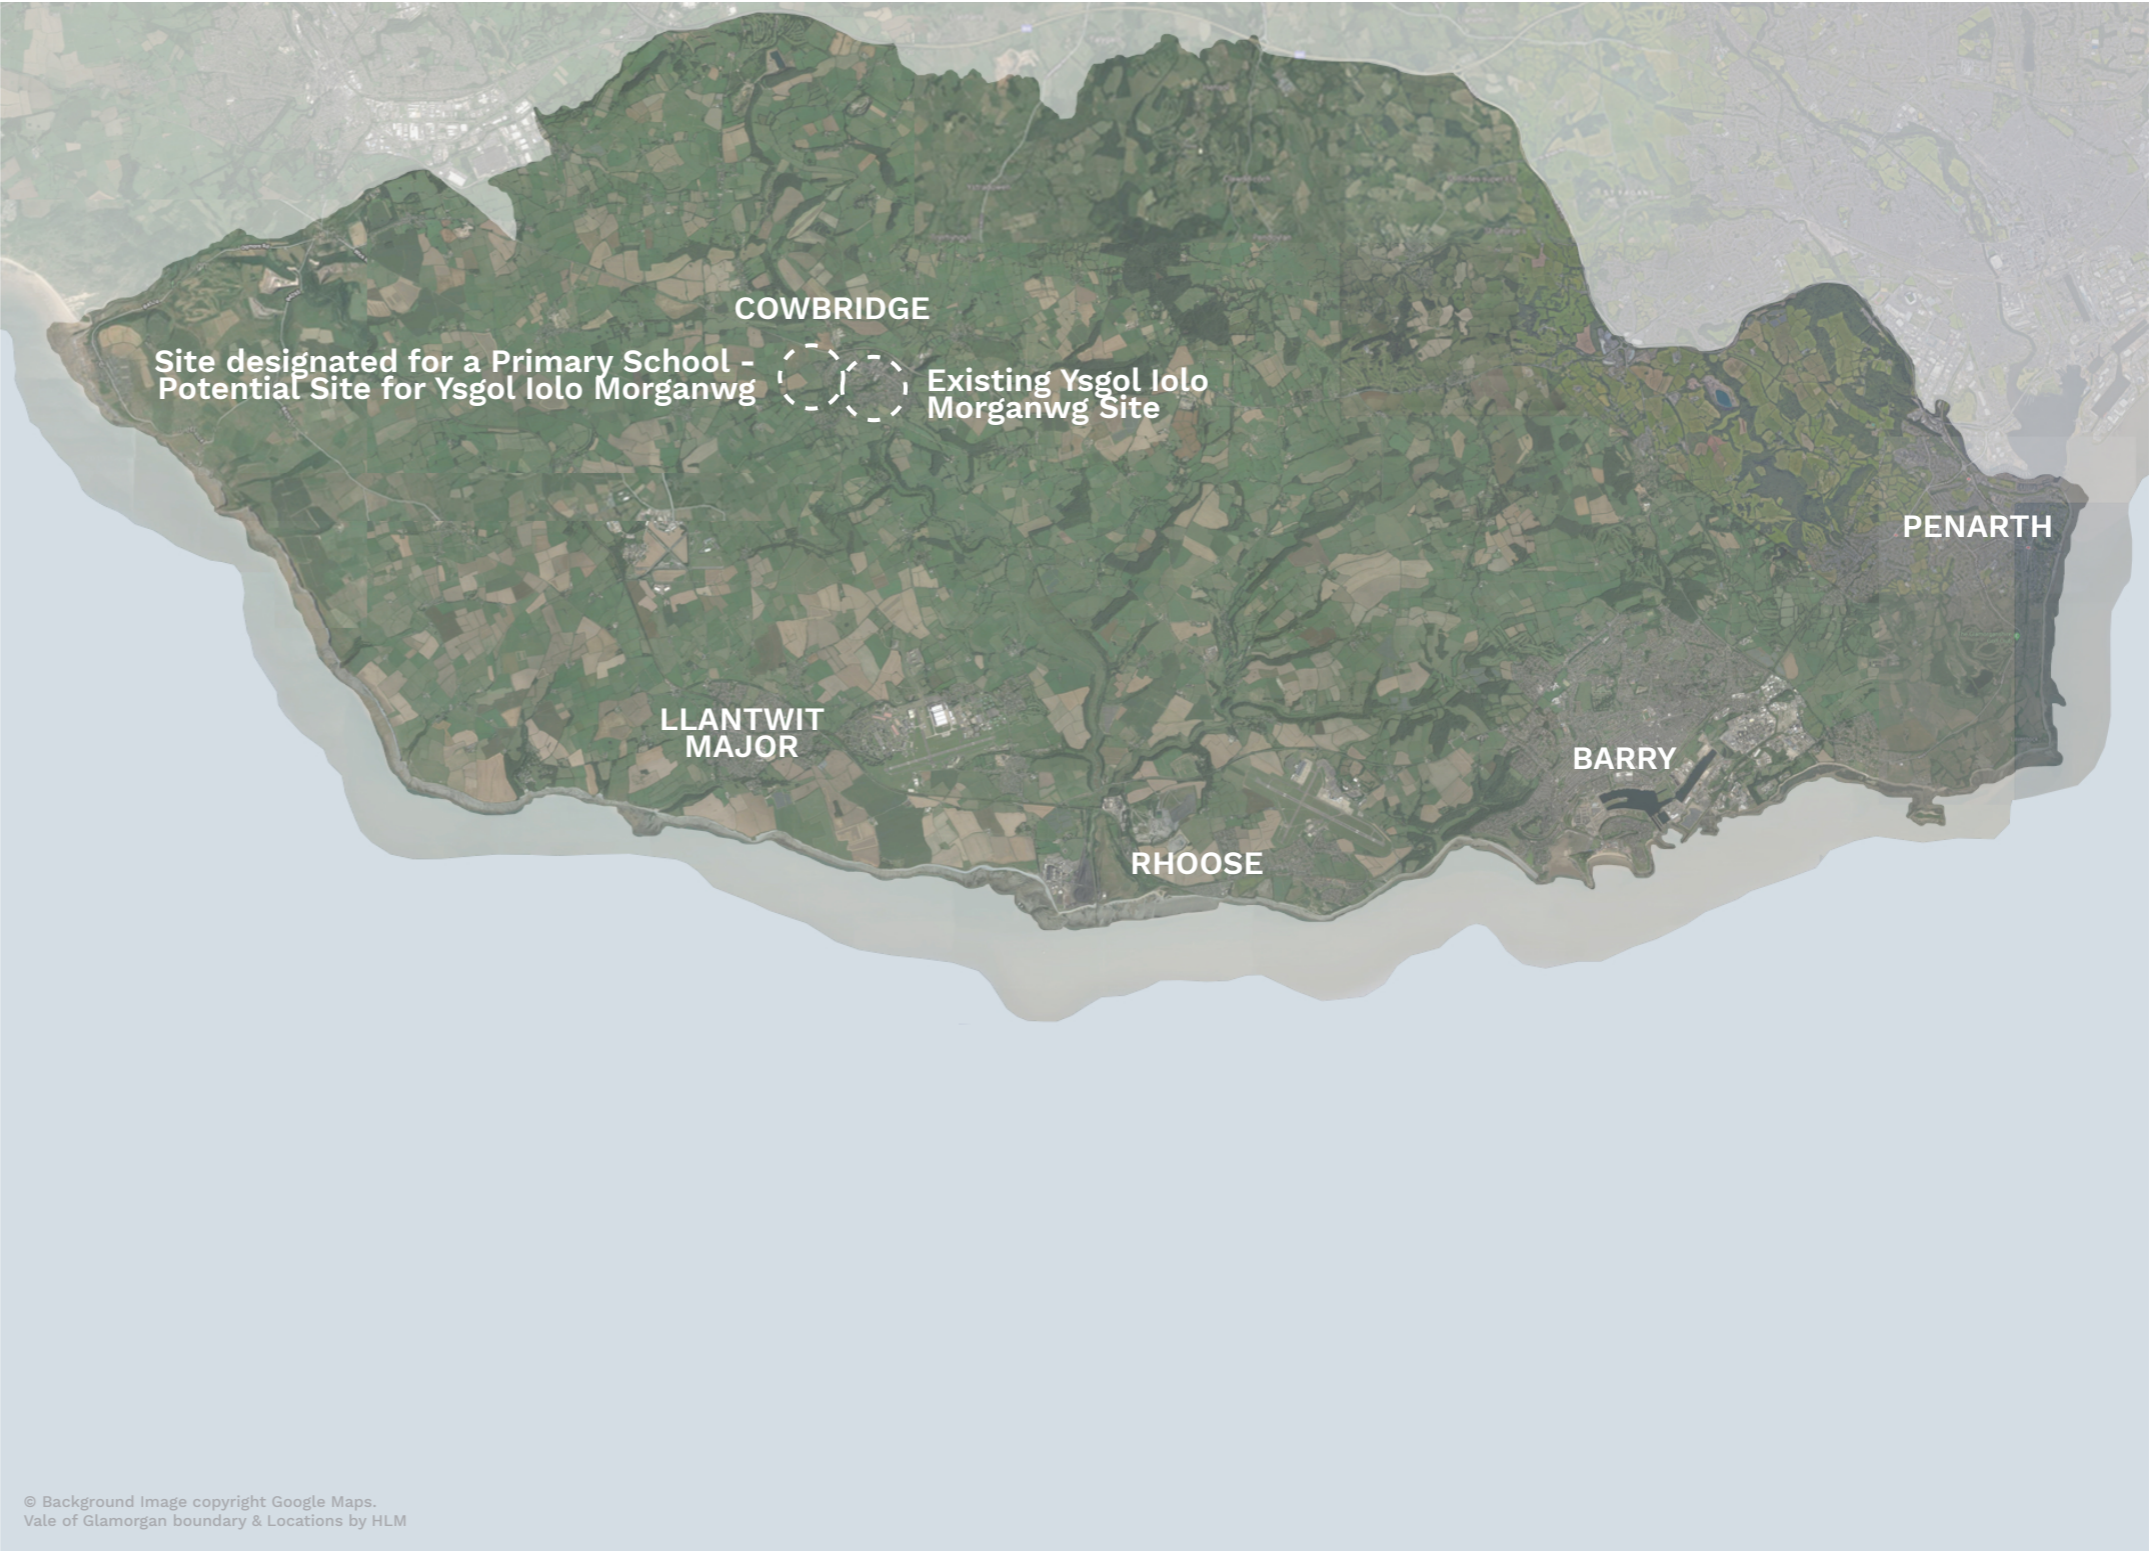 COWBRIDGE
Site designated for a Primary School -
Potential Site for Ysgol Iolo Morganwg
Existing Ysgol Iolo
Morganwg Site
PENARTH
LLANTWIT
MAJOR
BARRY
RHOOSE
© Background Image copyright Google Maps.
Vale of Glamorgan boundary & Locations by HLM